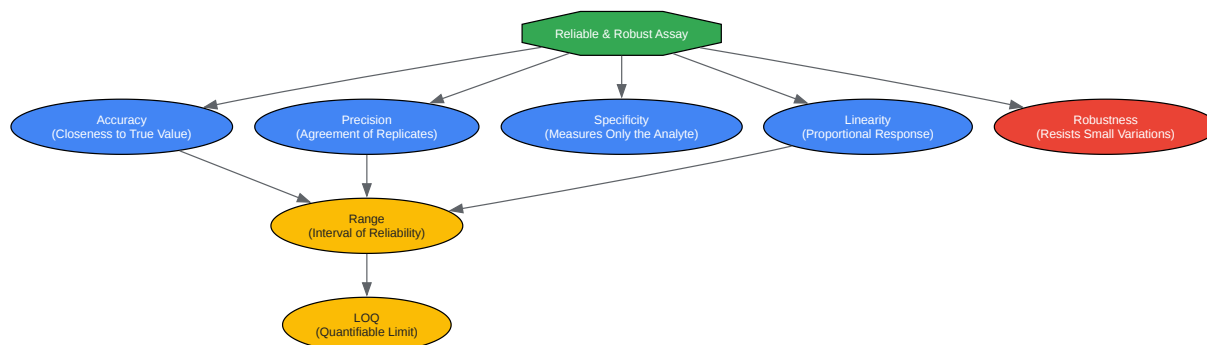 Reliable & Robust Assay
Accuracy
(Closeness to True Value)
Precision
(Agreement of Replicates)
Specificity
(Measures Only the Analyte)
Linearity
(Proportional Response)
Robustness
(Resists Small Variations)
Range
(Interval of Reliability)
LOQ
(Quantifiable Limit)